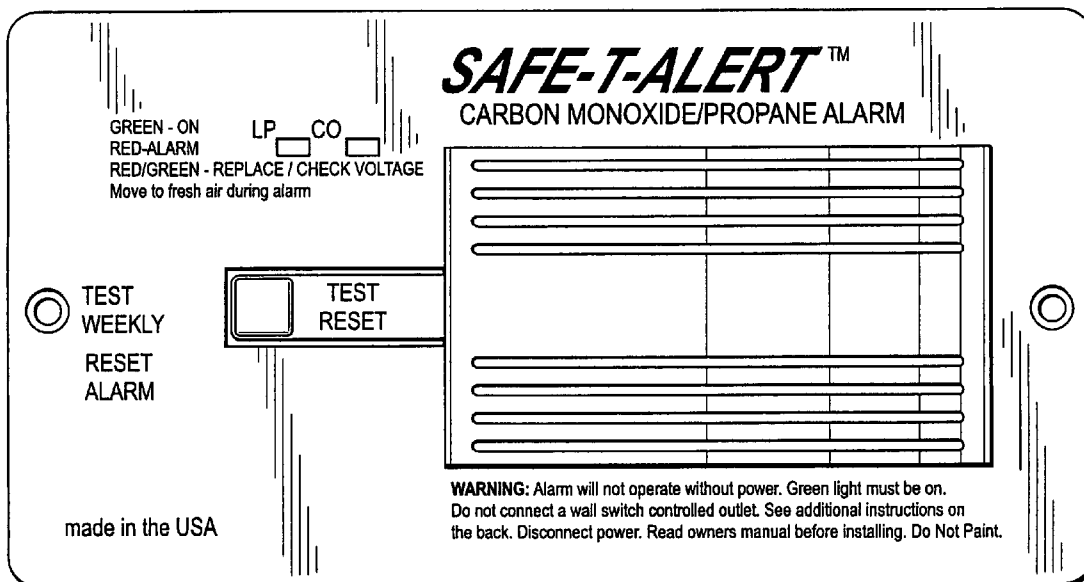 SAFE-T-ALERT™
CARBON MONOXIDE/PROPANE ALARM
GREEN - ON
RED-ALARM
LP CO
RED/GREEN - REPLACE / CHECK VOLTAGE
Move to fresh air during alarm
TEST
WEEKLY
RESET
ALARM
TEST
RESET
WARNING: Alarm will not operate without power. Green light must be on.
Do not connect a wall switch controlled outlet. See additional instructions on
the back. Disconnect power. Read owners manual before installing. Do Not Paint.
made in the USA